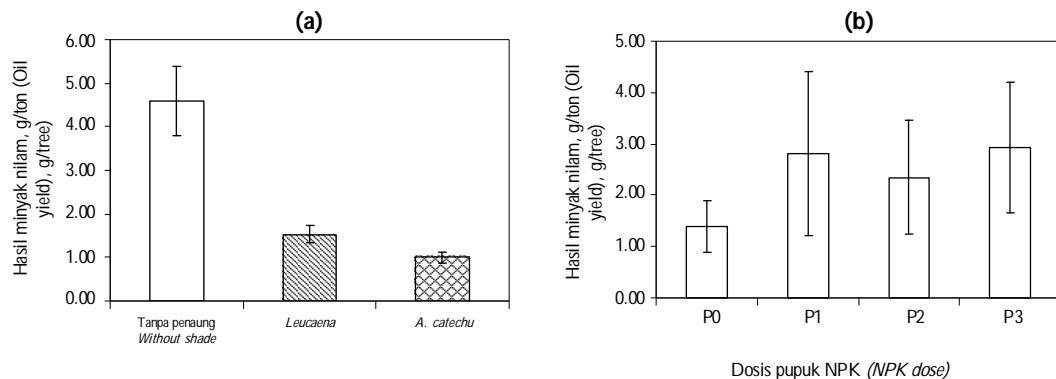 (a)
Hasil minyak nilam, g/ton (Oil
yield), g/tree)
6.00
5.00
4.00
3.00
2.00
1.00
0.00
Tanpa penaung
Without shade
Leucaena
A. catechu
(b)
Hasil minyak nilam, g/ton (Oil
yield), g/tree)
5.00
4.00
3.00
2.00
1.00
0.00
P0
P1
P2
P3
Dosis pupuk NPK (NPK dose)